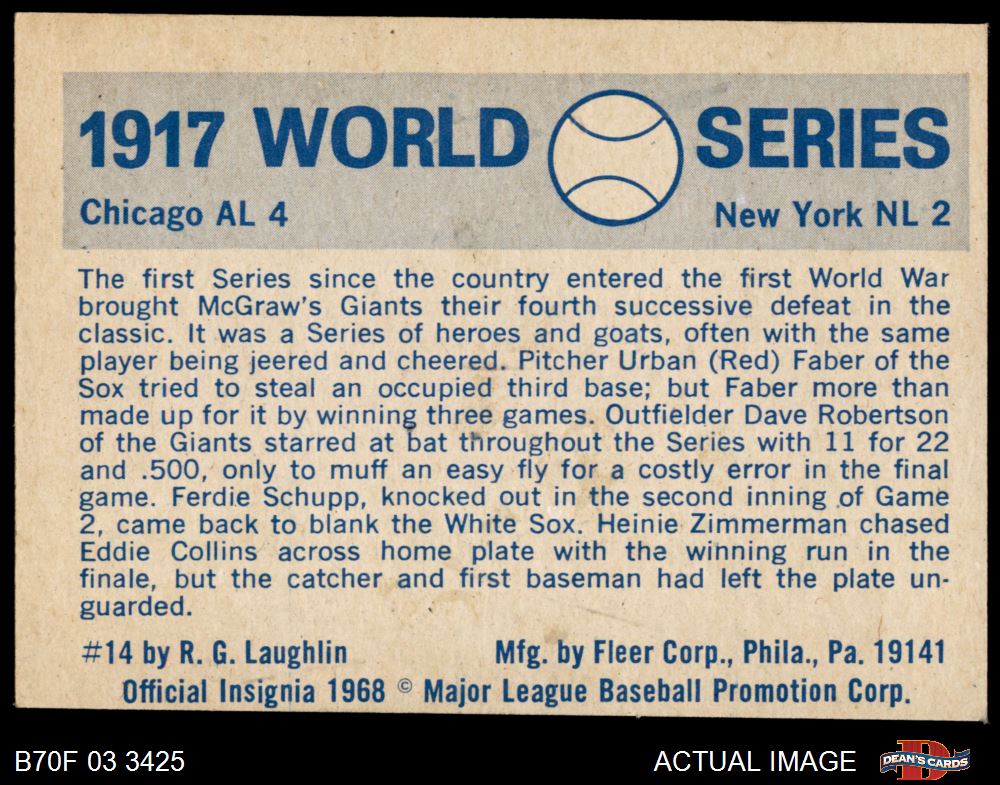 1917 WORLD SERIES
Chicago AL 4 New York NL 2
The first Series since the country entered the first World War
brought McGraw's Giants their fourth successive defeat in the
classic. It was a Series of heroes and goats, often with the same
player being jeered and cheered. Pitcher Urban (Red) Faber of the
Sox tried to steal an occupied third base; but Faber more than
made up for it by winning three games. Outfielder Dave Robertson
of the Giants starred at bat throughout the Series with 11 for 22
and .500, only to muff an easy fly for a costly error in the final
game. Ferdie Schupp, knocked out in the second inning of Game
2, came back to blank the White Sox. Heinie Zimmerman chased
Eddie Collins across home plate with the winning run in the
finale, but the catcher and first baseman had left the plate un-
guarded.
#14 by R. G. Laughlin Mfg. by Fleer Corp., Phila., Pa. 19141
Official Insignia 1968 © Major League Baseball Promotion Corp.
B70F 03 3425 ACTUAL IMAGE D DEAN'S CARDS